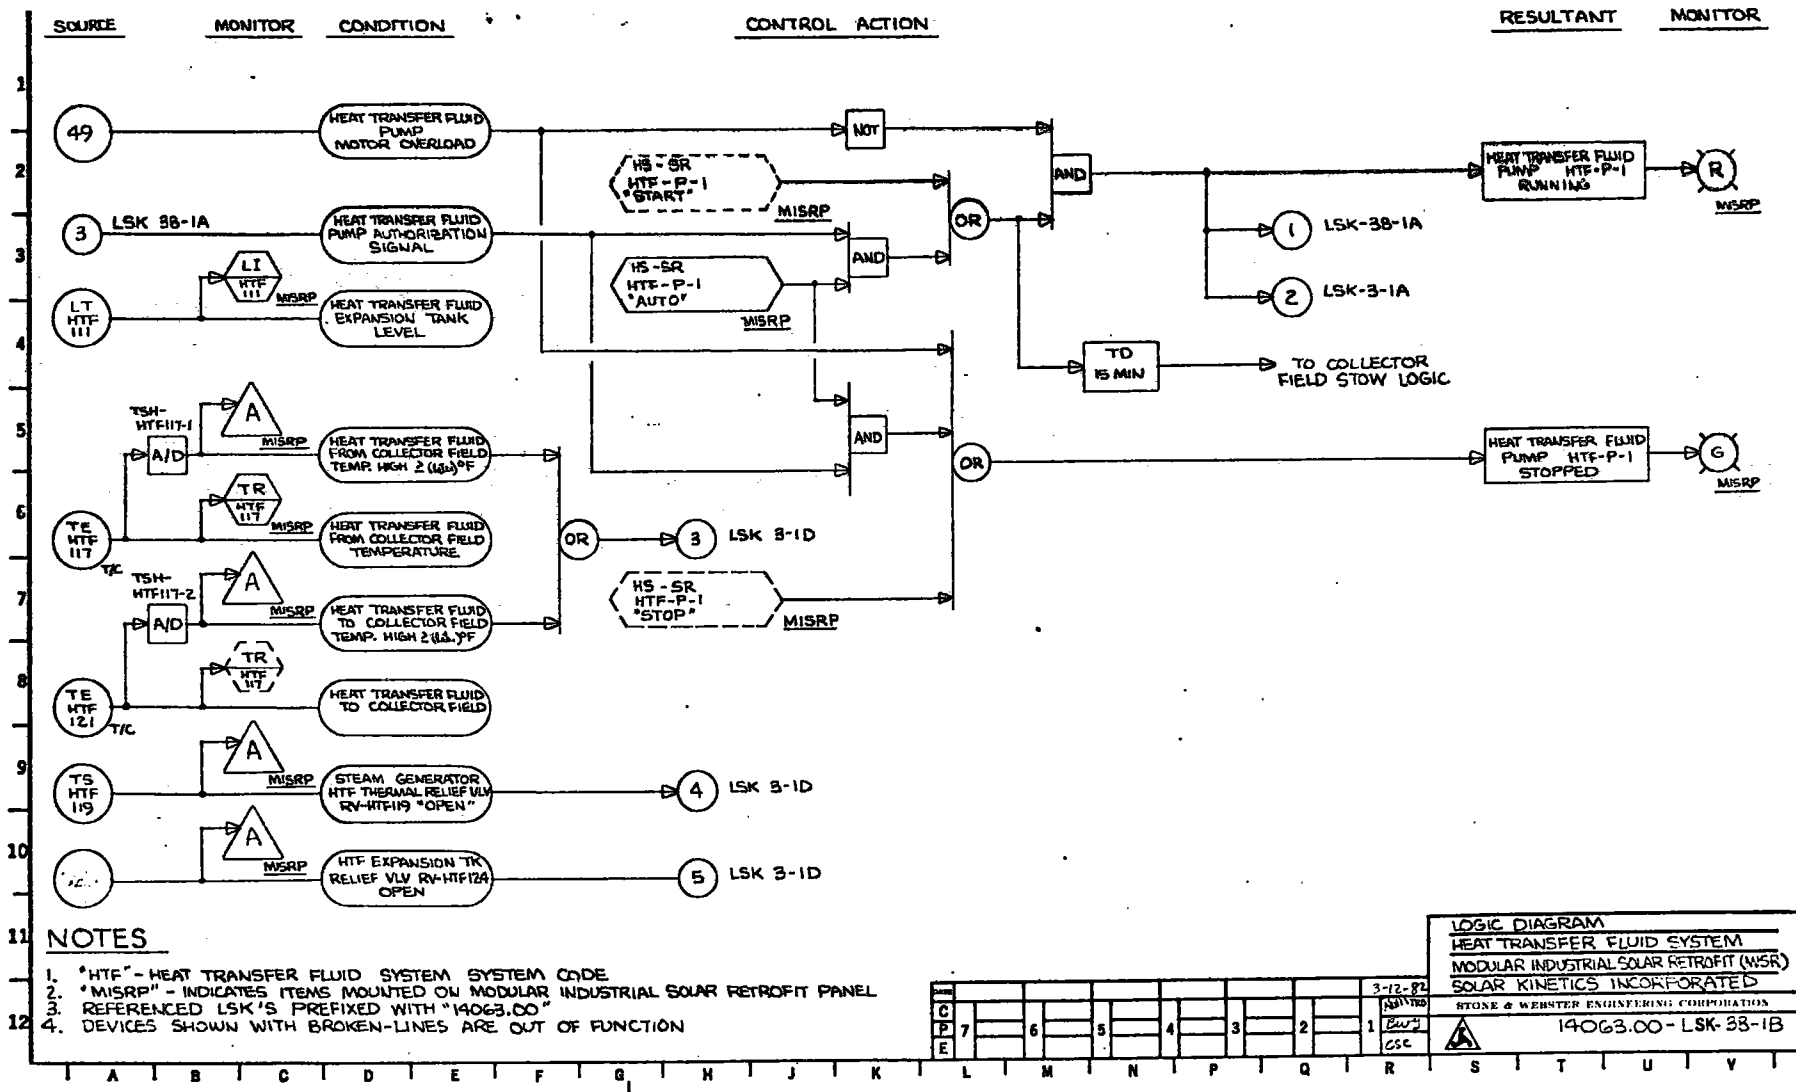 SOURCE
MONITOR
CONDITION
CONTROL ACTION
RESULTANT
MONITOR
1
2
3
4
5
6
7
8
9
10
11
12
49
HEAT TRANSFER FLUID
PUMP
MOTOR OVERLOAD
NOT
HS-SR
HTF-P-1
"START"
MISRP
AND
HEAT TRANSFER FLUID
PUMP HTF-P-1
RUNNING
R
MISRP
3
LSK 38-1A
HEAT TRANSFER FLUID
PUMP AUTHORIZATION
SIGNAL
OR
AND
1
LSK-38-1A
LI
HTF
111
MISRP
HS-SR
HTF-P-1
"AUTO"
MISRP
2
LSK-3-1A
LT
HTF
111
HEAT TRANSFER FLUID
EXPANSION TANK
LEVEL
TD
15 MIN
TO COLLECTOR
FIELD STOW LOGIC
TSH-
HTF117-1
A/D
A
MISRP
HEAT TRANSFER FLUID
FROM COLLECTOR FIELD
TEMP. HIGH ≥ °F
AND
OR
HEAT TRANSFER FLUID
PUMP HTF-P-1
STOPPED
G
MISRP
TR
HTF
117
MISRP
TE
HTF
117
T/C
HEAT TRANSFER FLUID
FROM COLLECTOR FIELD
TEMPERATURE.
OR
3
LSK 3-1D
TSH-
HTF117-2
A/D
A
MISRP
HEAT TRANSFER FLUID
TO COLLECTOR FIELD
TEMP. HIGH ≥ °F
HS-SR
HTF-P-1
"STOP"
MISRP
TR
HTF
117
TE
HTF
121
T/C
HEAT TRANSFER FLUID
TO COLLECTOR FIELD
A
MISRP
TS
HTF
119
STEAM GENERATOR
HTF THERMAL RELIEF VLV
RV-HTF119 "OPEN"
4
LSK 3-1D
A
MISRP
HTF EXPANSION TK
RELIEF VLV RV-HTF124
OPEN
5
LSK 3-1D
NOTES
1. "HTF" - HEAT TRANSFER FLUID SYSTEM SYSTEM CODE
2. "MISRP" - INDICATES ITEMS MOUNTED ON MODULAR INDUSTRIAL SOLAR RETROFIT PANEL
3. REFERENCED LSK'S PREFIXED WITH "14063.00"
4. DEVICES SHOWN WITH BROKEN-LINES ARE OUT OF FUNCTION
3-12-82
C
P
E
7
6
5
4
3
2
1
CSC
LOGIC DIAGRAM
HEAT TRANSFER FLUID SYSTEM
MODULAR INDUSTRIAL SOLAR RETROFIT (MISR)
SOLAR KINETICS INCORPORATED
STONE & WEBSTER ENGINEERING CORPORATION
14063.00-LSK-38-1B
A B C D E F G H J K L M N P Q R S T U V